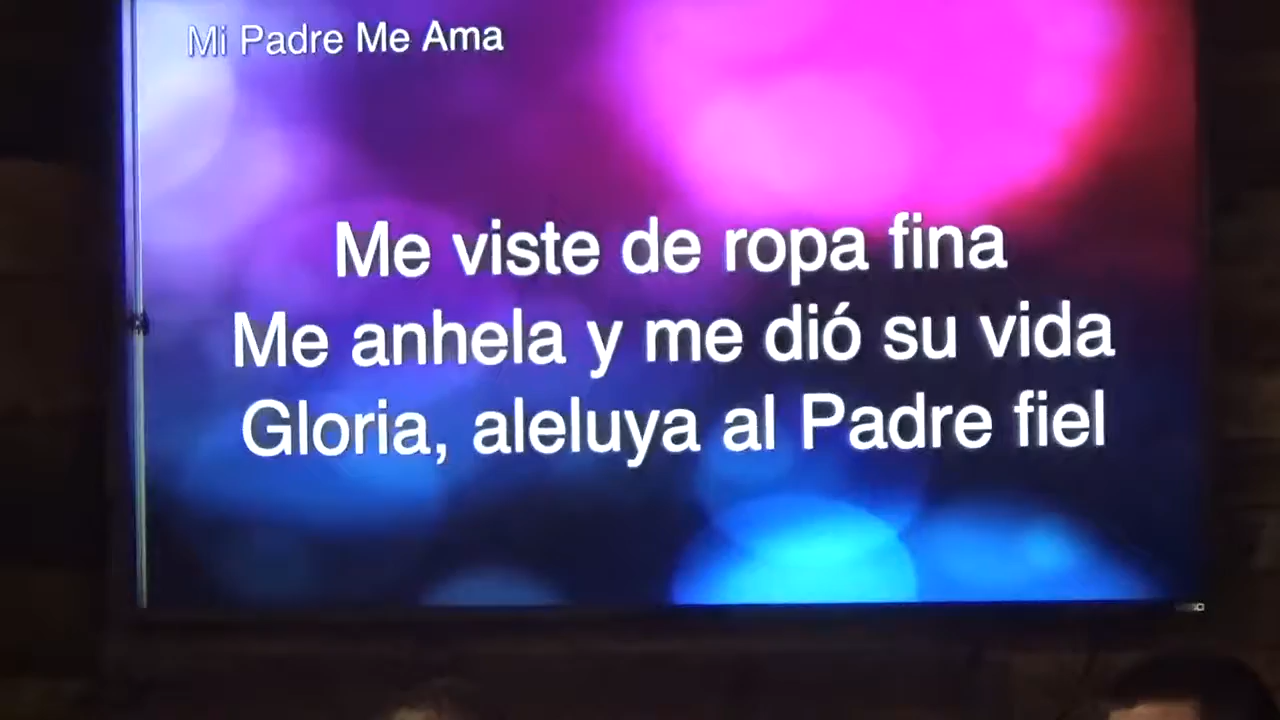 Mi Padre Me Ama
Me viste de ropa fina
Me anhela y me dió su vida
Gloria, aleluya al Padre fiel